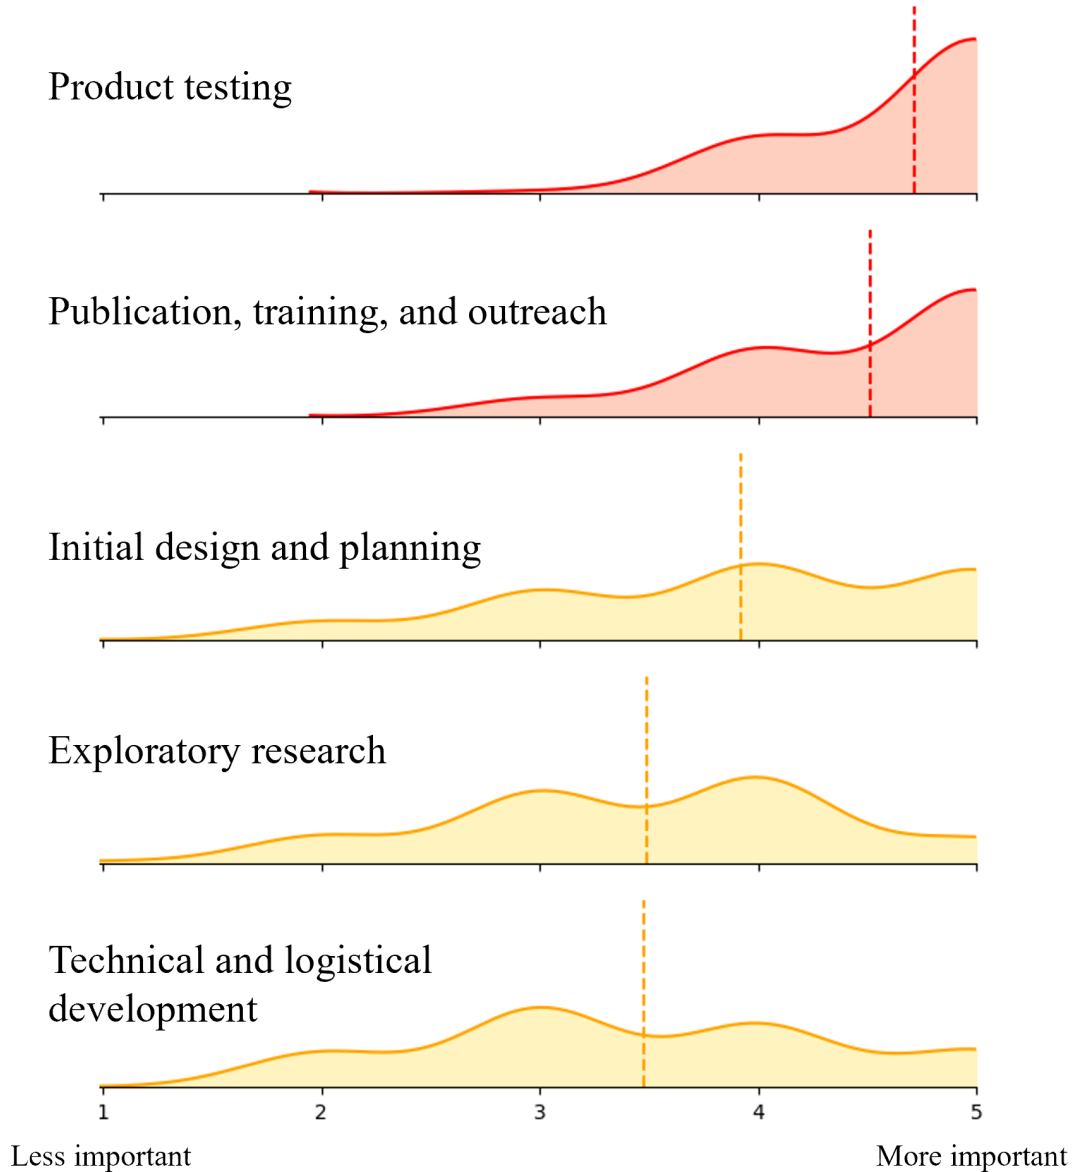 Product testing
Publication, training, and outreach
Initial design and planning
Exploratory research
Technical and logistical
development
1 2 3 4 5
Less important More important